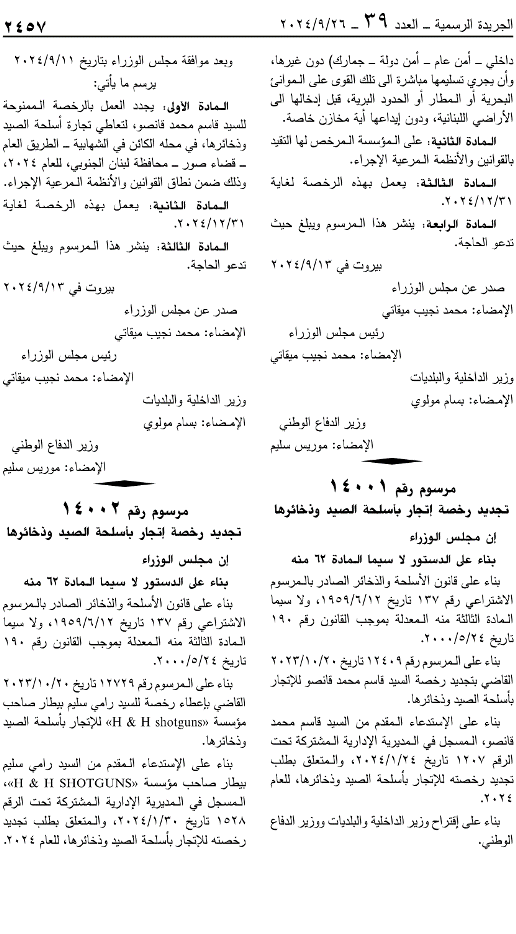 الجريدة الرسمية ــ العدد ٣٩ ــ ٢٠٢٤/٩/٢٦
٢٤٥٧
داخلي ــ أمن عام ــ أمن دولة ــ جمارك) دون غيرها،
وأن يجري تسليمها مباشرة الى تلك القوى على الموانئ
البحرية أو المطار أو الحدود البرية، قبل إدخالها الى
الأراضي اللبنانية، ودون إيداعها أية مخازن خاصة.
المادة الثانية: على المؤسسة المرخص لها التقيد
بالقوانين والأنظمة المرعية الإجراء.
المادة الثالثة: يعمل بهذه الرخصة لغاية
٢٠٢٤/١٢/٣١.
المادة الرابعة: ينشر هذا المرسوم ويبلغ حيث
تدعو الحاجة.
بيروت في ٢٠٢٤/٩/١٣
صدر عن مجلس الوزراء
الإمضاء: محمد نجيب ميقاتي
رئيس مجلس الوزراء
الإمضاء: محمد نجيب ميقاتي
وزير الداخلية والبلديات
الإمضاء: بسام مولوي
وزير الدفاع الوطني
الإمضاء: موريس سليم
مرسوم رقم ١٤٠٠١
تجديد رخصة إتجار بأسلحة الصيد وذخائرها
إن مجلس الوزراء
بناء على الدستور لا سيما المادة ٦٢ منه
بناء على قانون الأسلحة والذخائر الصادر بالمرسوم
الاشتراعي رقم ١٣٧ تاريخ ١٩٥٩/٦/١٢، ولا سيما
المادة الثالثة منه المعدلة بموجب القانون رقم ١٩٠
تاريخ ٢٠٠٠/٥/٢٤.
بناء على المرسوم رقم ١٢٤٠٩ تاريخ ٢٠٢٣/١٠/٢٠
القاضي بتجديد رخصة السيد قاسم محمد قانصو للإتجار
بأسلحة الصيد وذخائرها.
بناء على الإستدعاء المقدم من السيد قاسم محمد
قانصو، المسجل في المديرية الإدارية المشتركة تحت
الرقم ١٢٠٧ تاريخ ٢٠٢٤/١/٢٤، والمتعلق بطلب
تجديد رخصته للإتجار بأسلحة الصيد وذخائرها، للعام
٢٠٢٤.
بناء على إقتراح وزير الداخلية والبلديات ووزير الدفاع
الوطني.
وبعد موافقة مجلس الوزراء بتاريخ ٢٠٢٤/٩/١١
يرسم ما يأتي:
المادة الأولى: يجدد العمل بالرخصة الممنوحة
للسيد قاسم محمد قانصو، لتعاطي تجارة أسلحة الصيد
وذخائرها، في محله الكائن في الشهابية ــ الطريق العام
ــ قضاء صور ــ محافظة لبنان الجنوبي، للعام ٢٠٢٤،
وذلك ضمن نطاق القوانين والأنظمة المرعية الإجراء.
المادة الثانية: يعمل بهذه الرخصة لغاية
٢٠٢٤/١٢/٣١.
المادة الثالثة: ينشر هذا المرسوم ويبلغ حيث
تدعو الحاجة.
بيروت في ٢٠٢٤/٩/١٣
صدر عن مجلس الوزراء
الإمضاء: محمد نجيب ميقاتي
رئيس مجلس الوزراء
الإمضاء: محمد نجيب ميقاتي
وزير الداخلية والبلديات
الإمضاء: بسام مولوي
وزير الدفاع الوطني
الإمضاء: موريس سليم
مرسوم رقم ١٤٠٠٢
تجديد رخصة إتجار بأسلحة الصيد وذخائرها
إن مجلس الوزراء
بناء على الدستور لا سيما المادة ٦٢ منه
بناء على قانون الأسلحة والذخائر الصادر بالمرسوم
الاشتراعي رقم ١٣٧ تاريخ ١٩٥٩/٦/١٢، ولا سيما
المادة الثالثة منه المعدلة بموجب القانون رقم ١٩٠
تاريخ ٢٠٠٠/٥/٢٤.
بناء على المرسوم رقم ١٢٧٢٩ تاريخ ٢٠٢٣/١٠/٢٠
القاضي بإعطاء رخصة للسيد رامي سليم بيطار صاحب
مؤسسة «H & H shotguns» للإتجار بأسلحة الصيد
وذخائرها.
بناء على الإستدعاء المقدم من السيد رامي سليم
بيطار صاحب مؤسسة «H & H SHOTGUNS»،
المسجل في المديرية الإدارية المشتركة تحت الرقم
١٥٢٨ تاريخ ٢٠٢٤/١/٣٠، والمتعلق بطلب تجديد
رخصته للإتجار بأسلحة الصيد وذخائرها، للعام ٢٠٢٤.